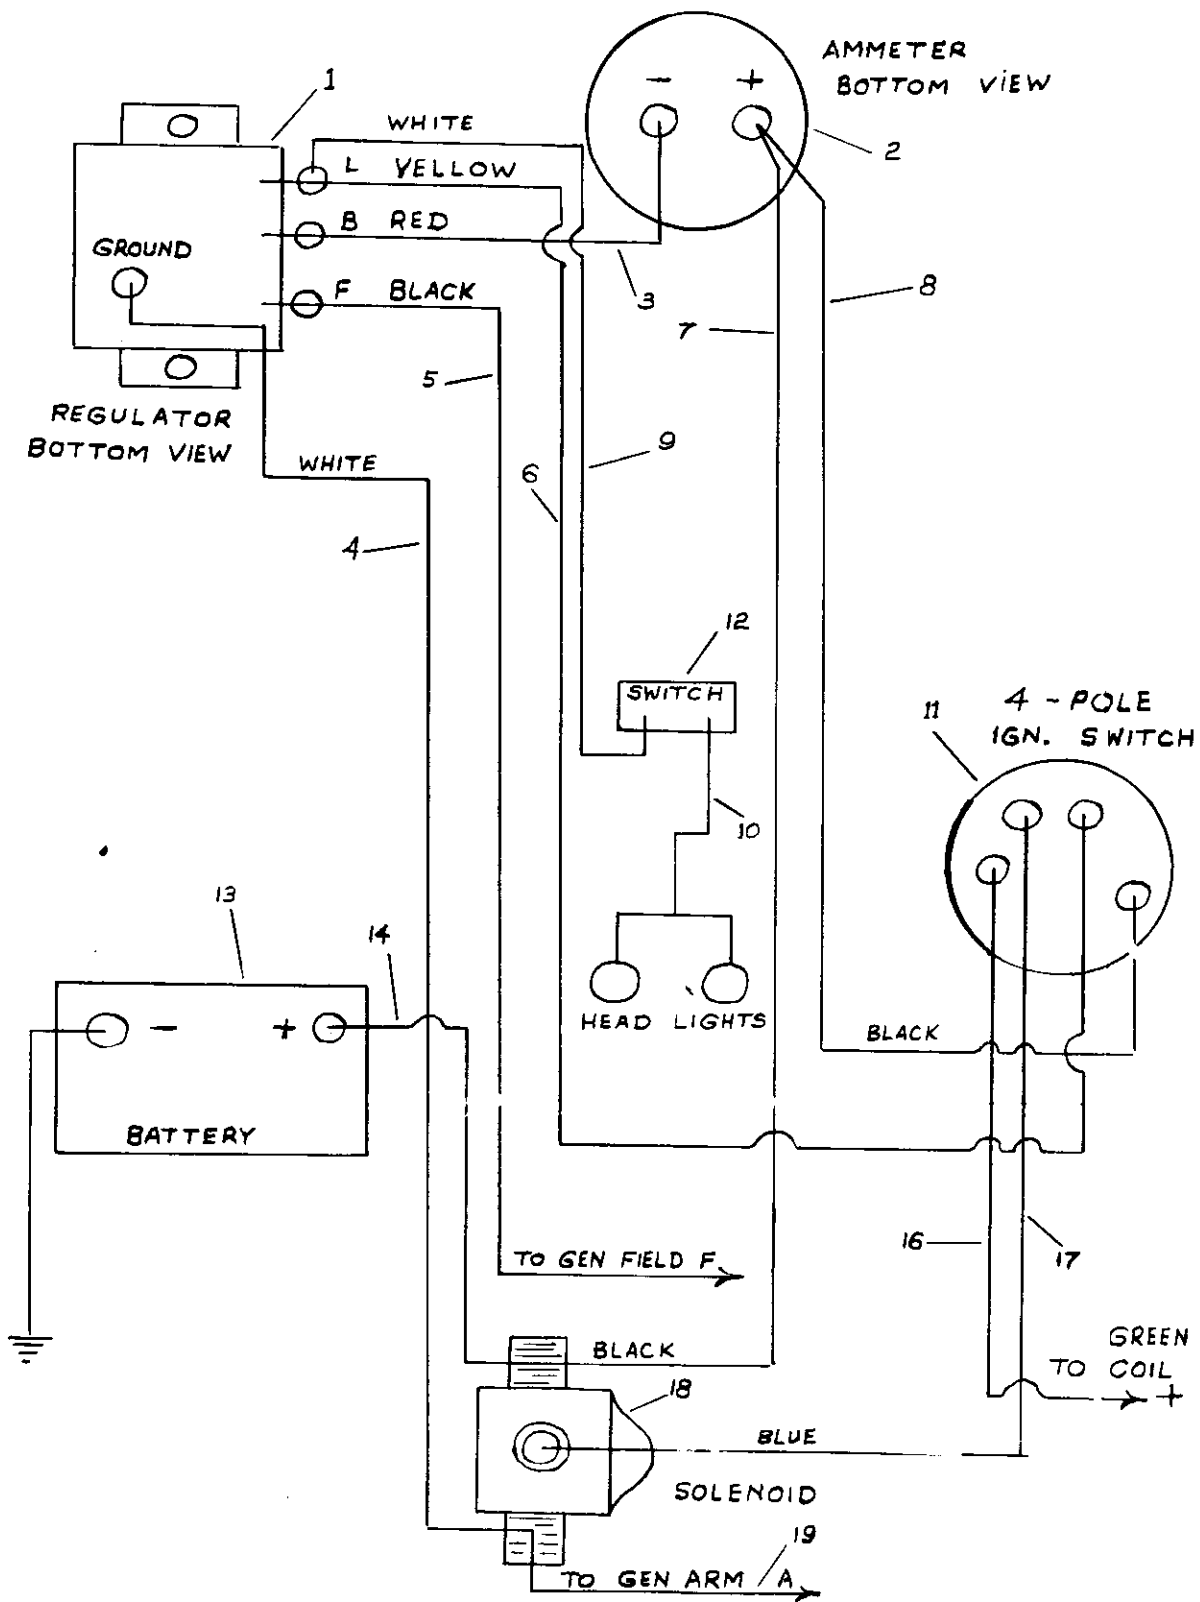 1
AMMETER
BOTTOM VIEW
- +
2
WHITE
L YELLOW
B RED
GROUND
3
F BLACK
7
8
5
REGULATOR
BOTTOM VIEW
WHITE
9
6
4
12
SWITCH
4 - POLE
IGN. SWITCH
11
10
13
14
HEAD LIGHTS
- +
BLACK
BATTERY
16
17
TO GEN FIELD F
GREEN
TO COIL
+
BLACK
18
BLUE
SOLENOID
19
TO GEN ARM A